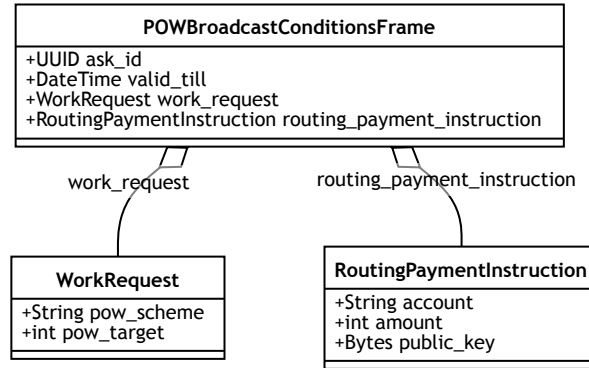 POWBroadcastConditionsFrame
+UUID ask_id
+DateTime valid_till
+WorkRequest work_request
+RoutingPaymentInstruction routing_payment_instruction
work_request
routing_payment_instruction
WorkRequest
+String pow_scheme
+int pow_target
RoutingPaymentInstruction
+String account
+int amount
+Bytes public_key